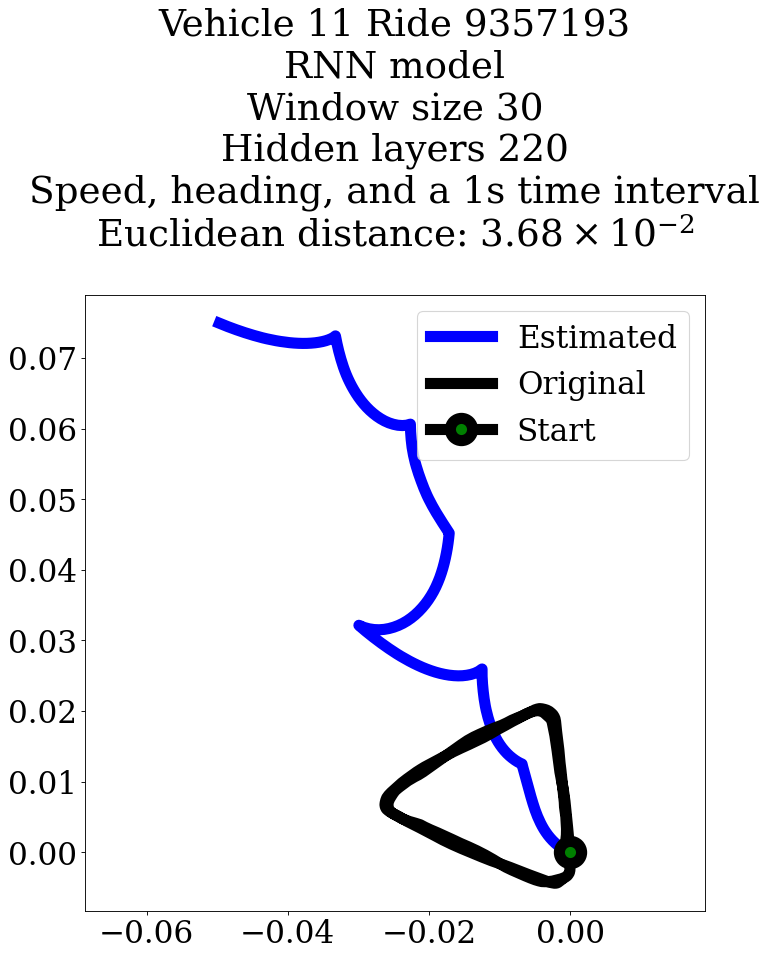 Vehicle 11 Ride 9357193
RNN model
Window size 30
Hidden layers 220
Speed, heading, and a 1s time interval
Euclidean distance: 3.68 × 10⁻²
Estimated
Original
Start
0.07
0.06
0.05
0.04
0.03
0.02
0.01
0.00
−0.06 −0.04 −0.02 0.00